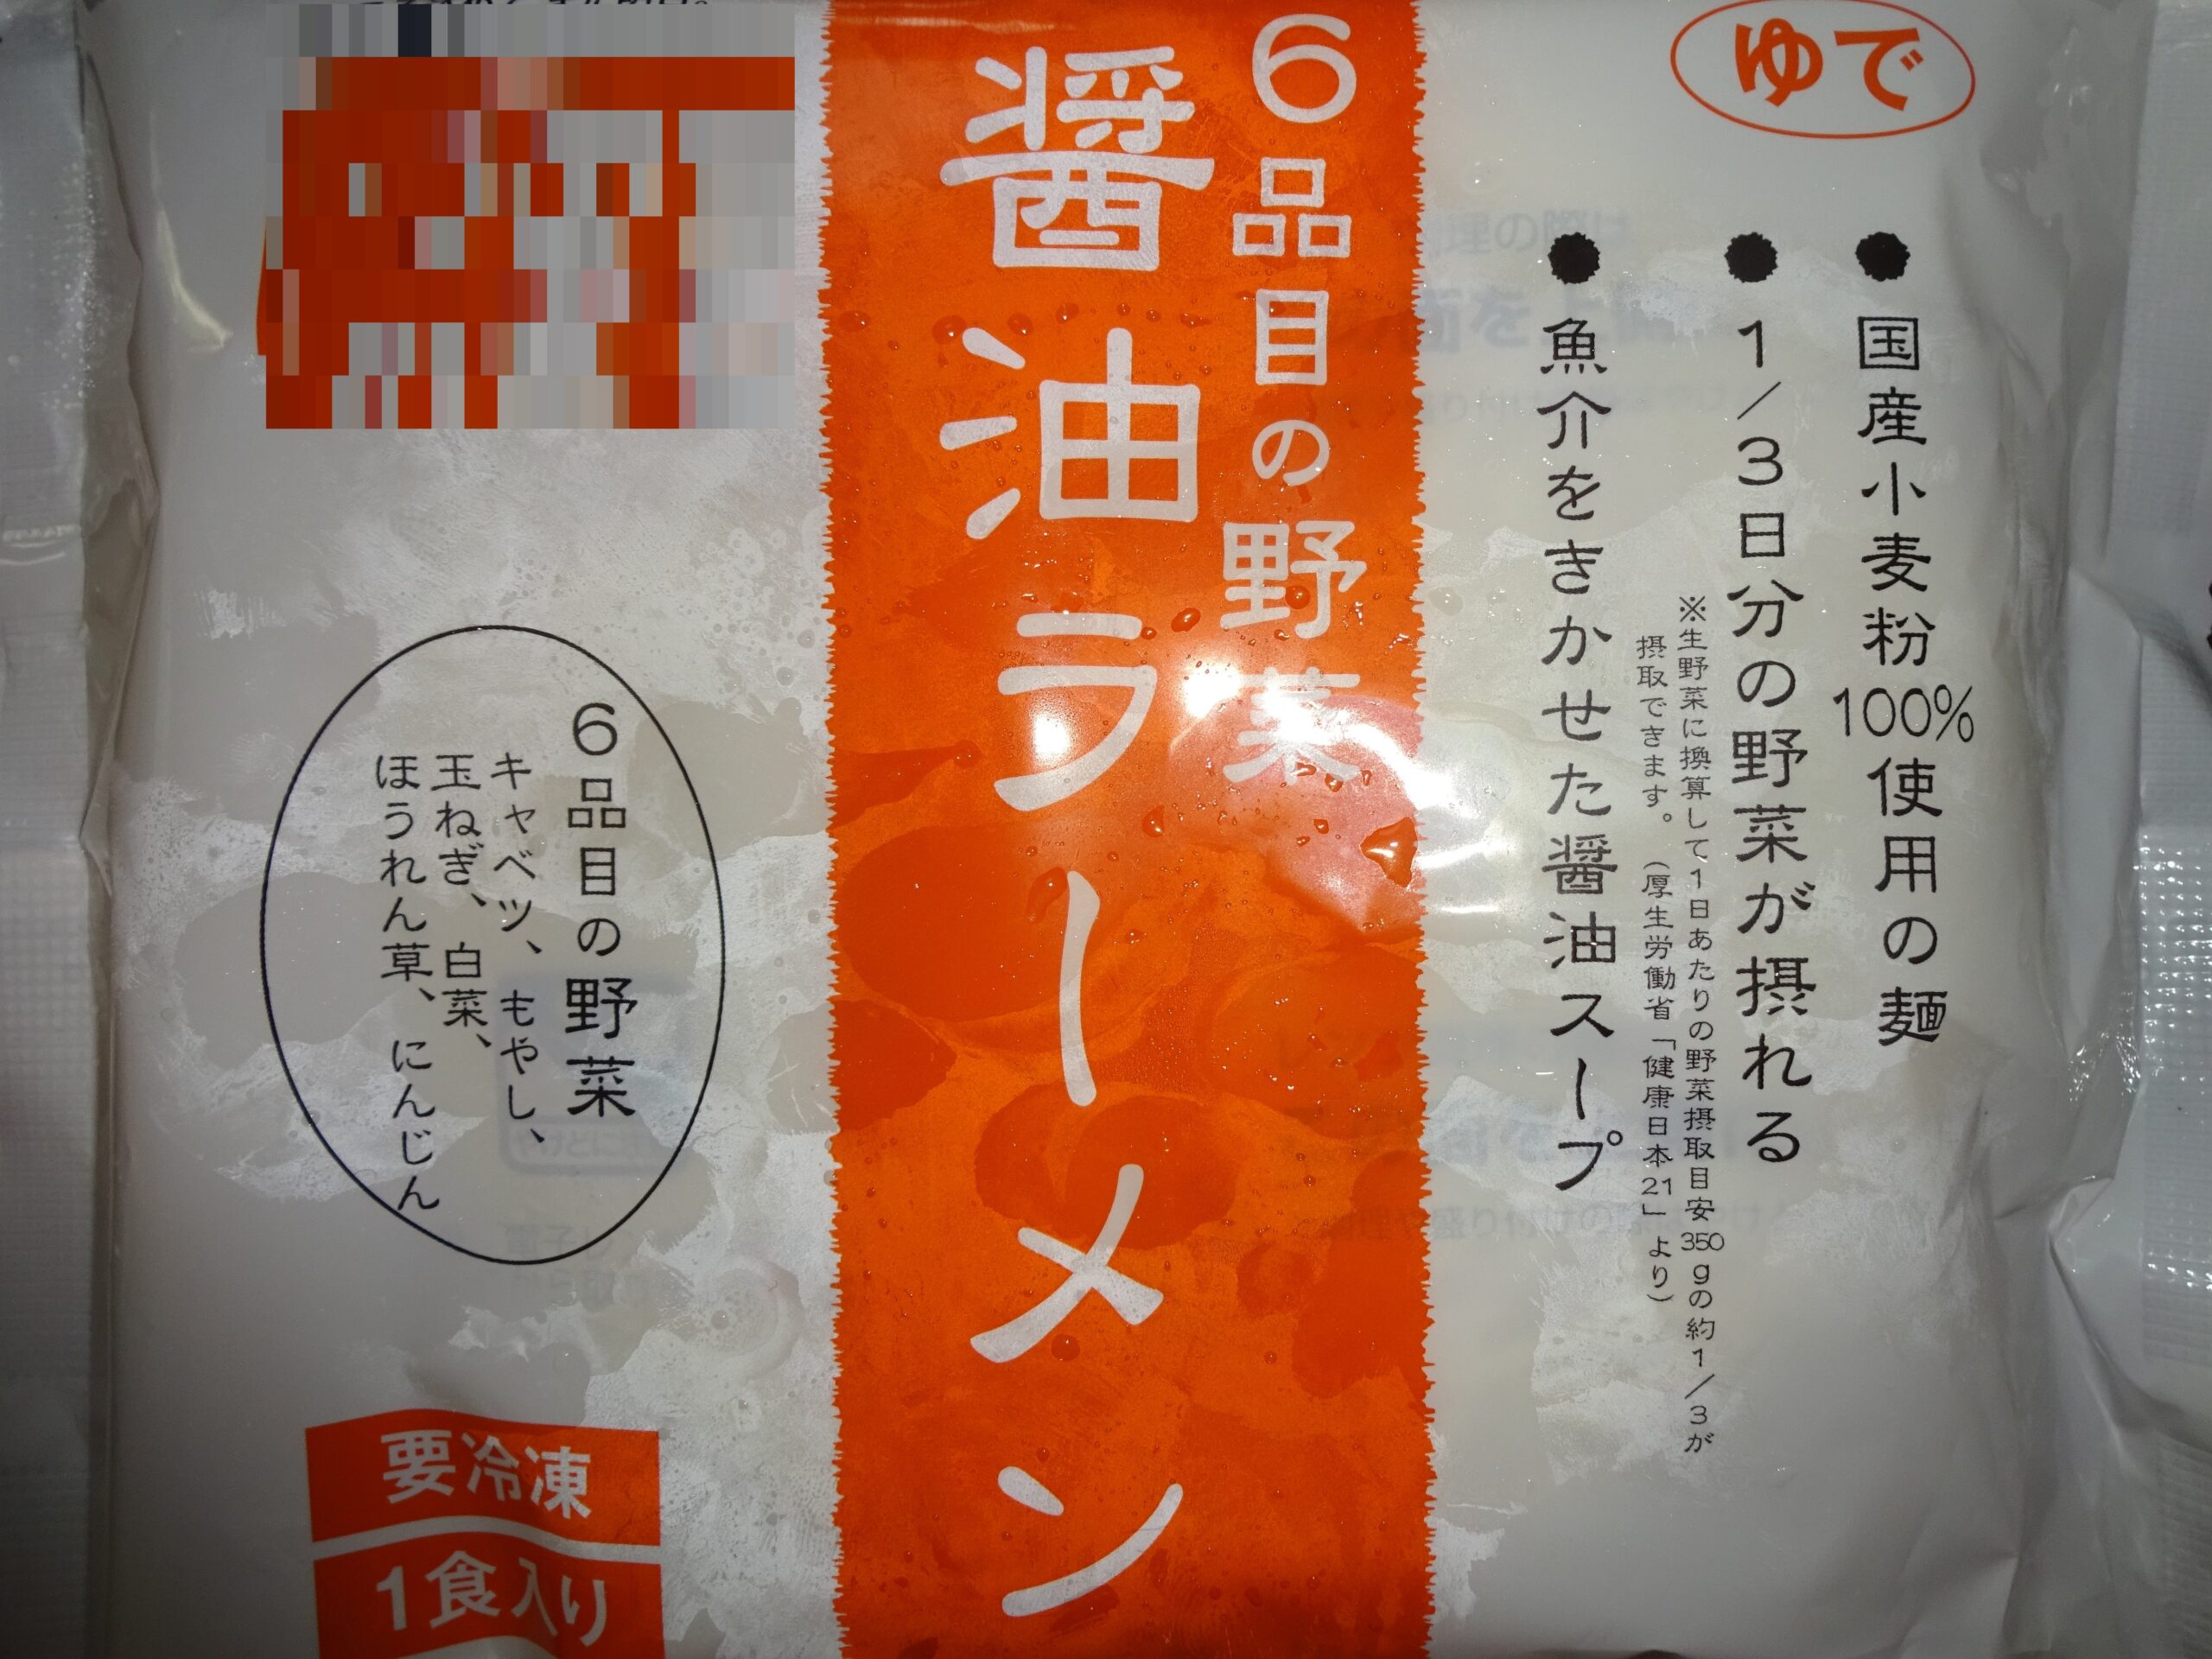 ゆで
●国産小麦粉100%使用の麺
●1/3日分の野菜が摂れる
※生野菜に換算して1日あたりの野菜摂取目安350gの約1/3が
摂取できます。（厚生労働省「健康日本21」より）
●魚介をきかせた醤油スープ
6品目の野菜
醤油ラーメン
6品目の野菜
キャベツ、もやし、
玉ねぎ、白菜、
ほうれん草、にんじん
要冷凍
1食入り